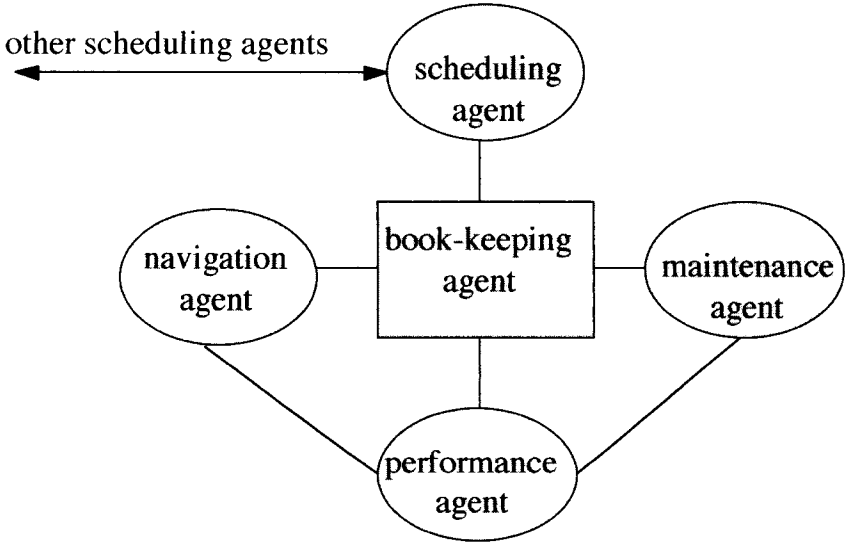 other scheduling agents
scheduling
agent
navigation
agent
book-keeping
agent
maintenance
agent
performance
agent